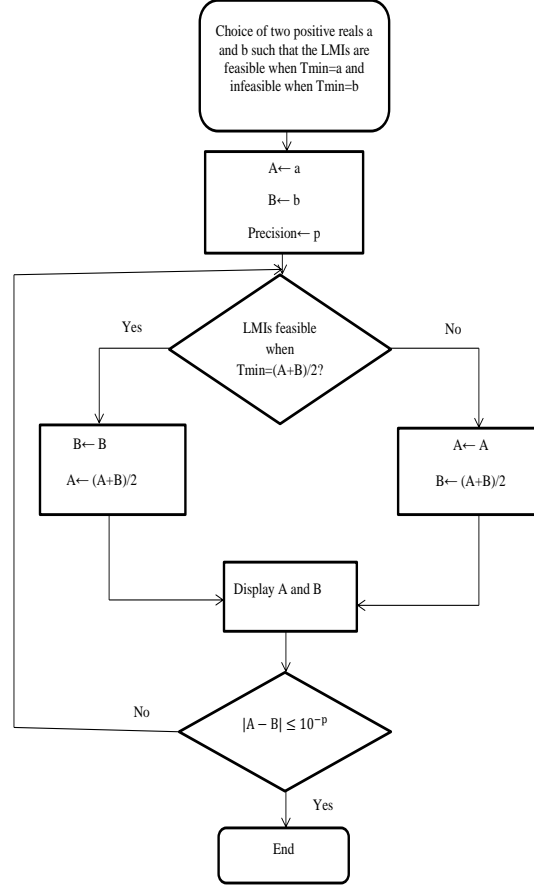 Choice of two positive reals a
and b such that the LMIs are
feasible when Tmin=a and
infeasible when Tmin=b
A← a
B← b
Precision← p
Yes
LMIs feasible
when
Tmin=(A+B)/2?
No
B← B
A← (A+B)/2
A← A
B← (A+B)/2
Display A and B
No
|A − B| ≤ 10⁻ᵖ
Yes
End